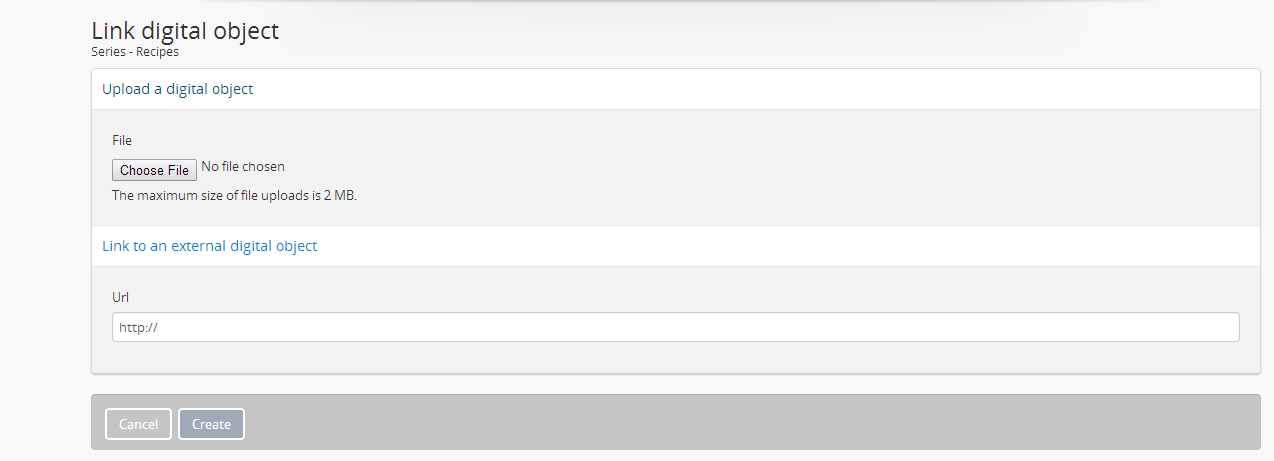 Link digital object
Series - Recipes
Upload a digital object
File
Choose File No file chosen
The maximum size of file uploads is 2 MB.
Link to an external digital object
Url
http://
Cancel Create